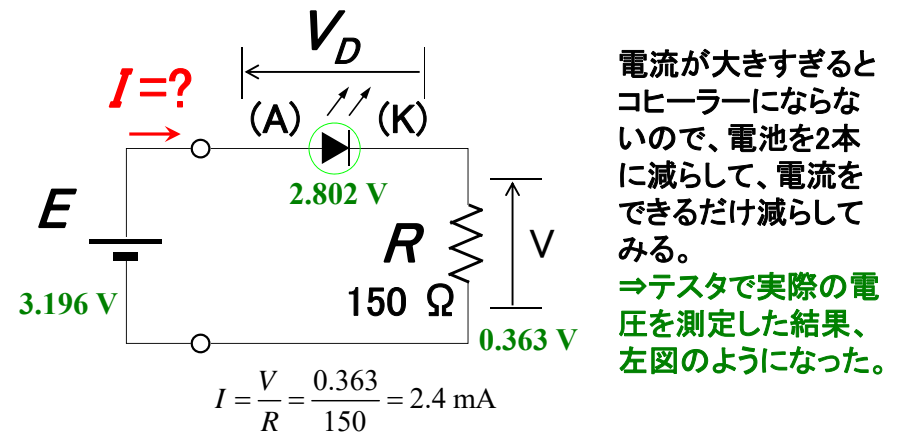 V_D
I=?
(A)
(K)
2.802 V
E
R
V
3.196 V
150 Ω
0.363 V
I = V/R = 0.363/150 = 2.4 mA
電流が大きすぎると
コヒーラーにならな
いので、電池を2本
に減らして、電流を
できるだけ減らして
みる。
⇒テスタで実際の電
圧を測定した結果、
左図のようになった。